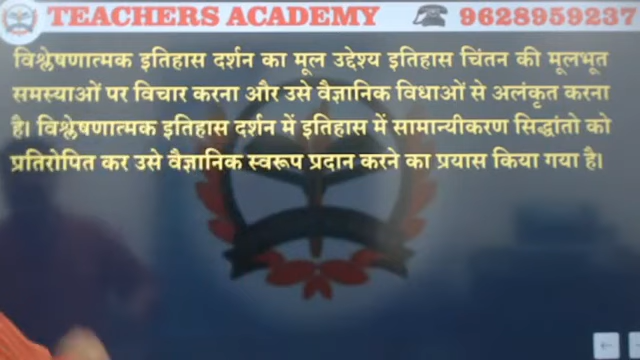 TEACHERS ACADEMY ☎ 9628959237
विश्लेषणात्मक इतिहास दर्शन का मूल उद्देश्य इतिहास चिंतन की मूलभूत
समस्याओं पर विचार करना और उसे वैज्ञानिक विधाओं से अलंकृत करना
है। विश्लेषणात्मक इतिहास दर्शन में इतिहास में सामान्यीकरण सिद्धांतो को
प्रतिरोपित कर उसे वैज्ञानिक स्वरूप प्रदान करने का प्रयास किया गया है।